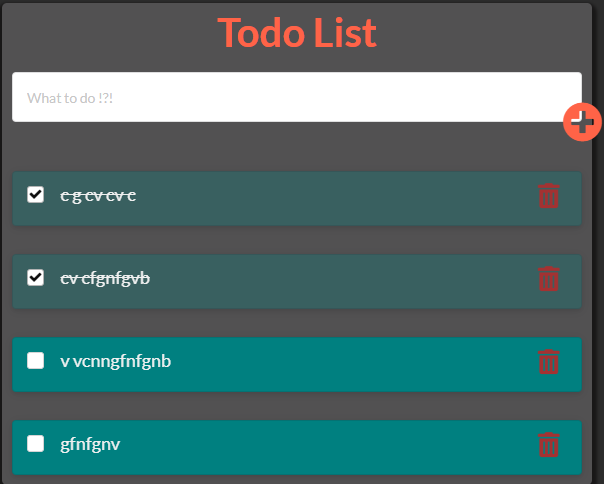 Todo List
What to do !?!
c g cv cv c
cv cfgnfgvb
v vcnngfnfgnb
gfnfgnv